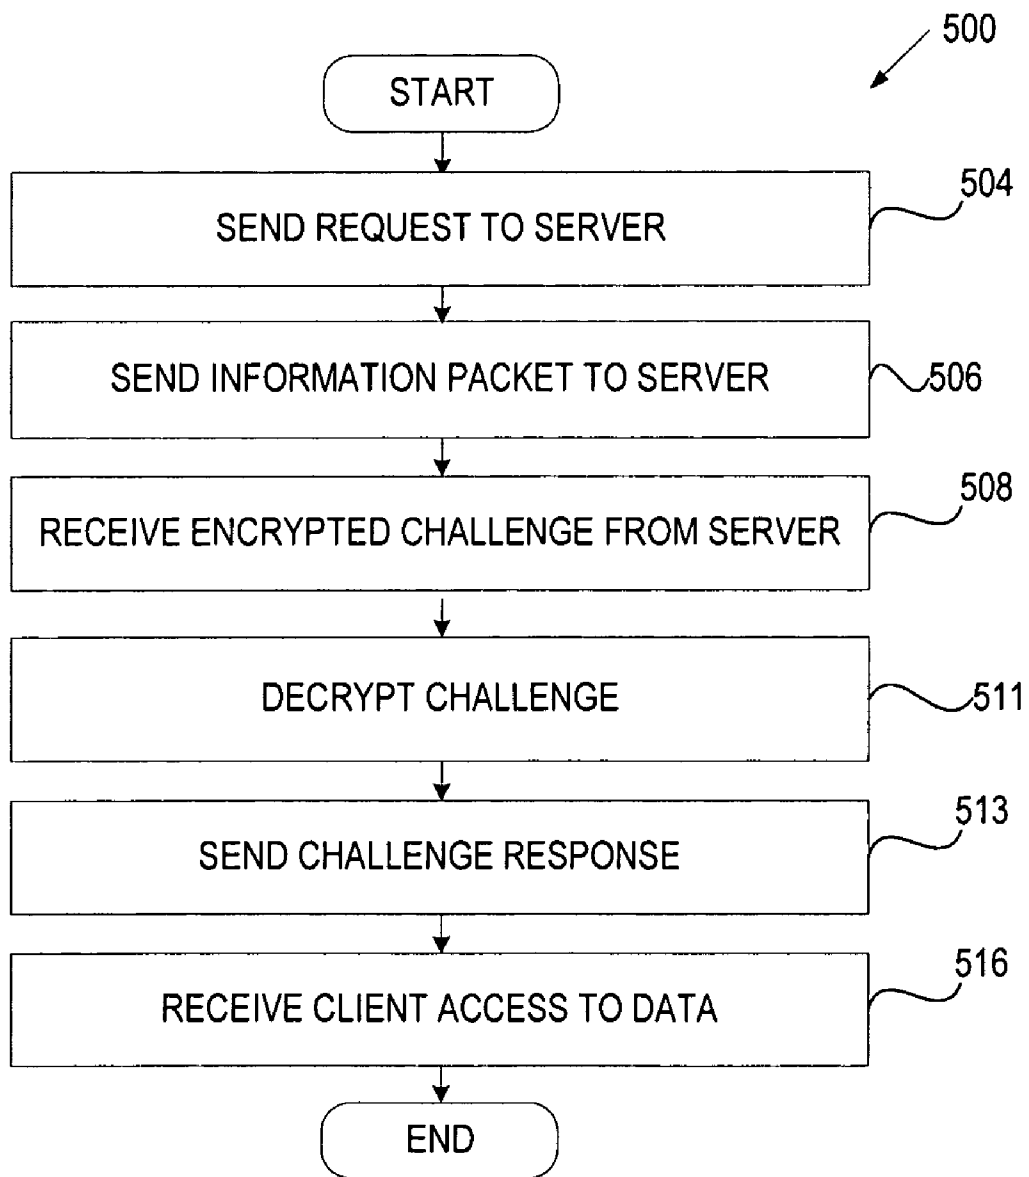 500
START
SEND REQUEST TO SERVER
504
SEND INFORMATION PACKET TO SERVER
506
RECEIVE ENCRYPTED CHALLENGE FROM SERVER
508
DECRYPT CHALLENGE
511
SEND CHALLENGE RESPONSE
513
RECEIVE CLIENT ACCESS TO DATA
516
END